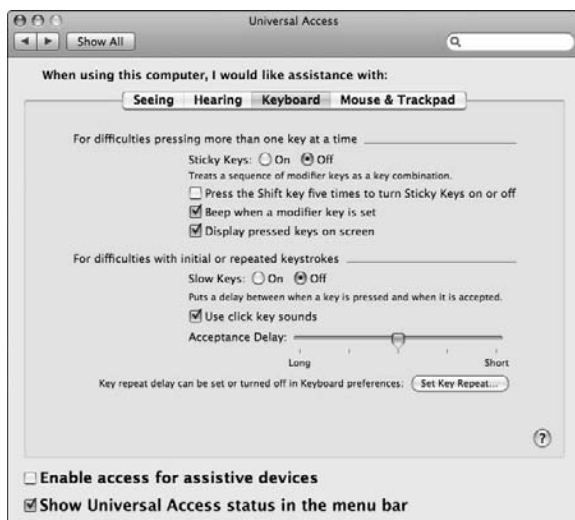 Universal Access
Show All
When using this computer, I would like assistance with:
Seeing Hearing Keyboard Mouse & Trackpad
For difficulties pressing more than one key at a time
Sticky Keys: On Off
Treats a sequence of modifier keys as a key combination.
Press the Shift key five times to turn Sticky Keys on or off
Beep when a modifier key is set
Display pressed keys on screen
For difficulties with initial or repeated keystrokes
Slow Keys: On Off
Puts a delay between when a key is pressed and when it is accepted.
Use click key sounds
Acceptance Delay:
Long Short
Key repeat delay can be set or turned off in Keyboard preferences: Set Key Repeat...
?
Enable access for assistive devices
Show Universal Access status in the menu bar